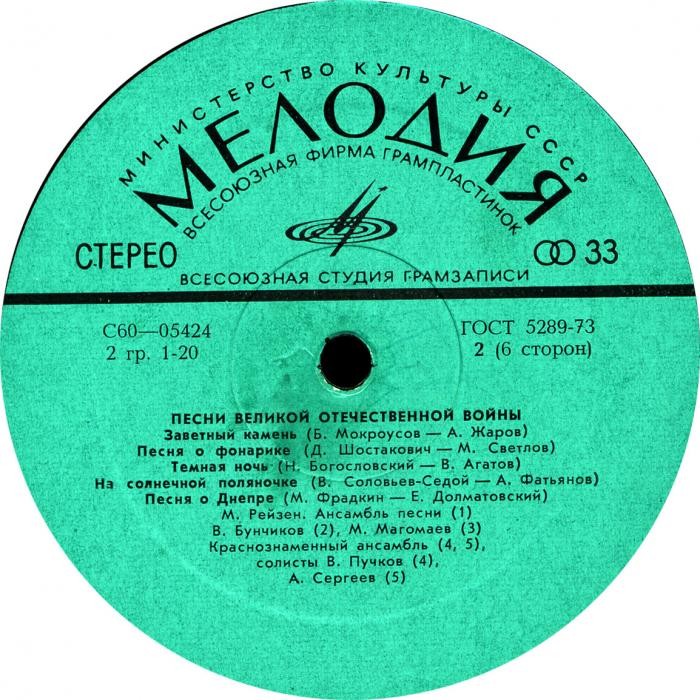 МИНИСТЕРСТВО КУЛЬТУРЫ СССР
МЕЛОДИЯ
ВСЕСОЮЗНАЯ ФИРМА ГРАМПЛАСТИНОК
СТЕРЕО
33
ВСЕСОЮЗНАЯ СТУДИЯ ГРАМЗАПИСИ
С60—05424
ГОСТ 5289-73
2 гр. 1-20
2 (6 сторон)
ПЕСНИ ВЕЛИКОЙ ОТЕЧЕСТВЕННОЙ ВОЙНЫ
Заветный камень (Б. Мокроусов — А. Жаров)
Песня о фонарике (Д. Шостакович — М. Светлов)
Темная ночь (Н. Богословский — В. Агатов)
На солнечной поляночке (В. Соловьев-Седой — А. Фатьянов)
Песня о Днепре (М. Фрадкин — Е. Долматовский)
М. Рейзен. Ансамбль песни (1)
В. Бунчиков (2), М. Магомаев (3)
Краснознаменный ансамбль (4, 5),
солисты В. Пучков (4),
А. Сергеев (5)